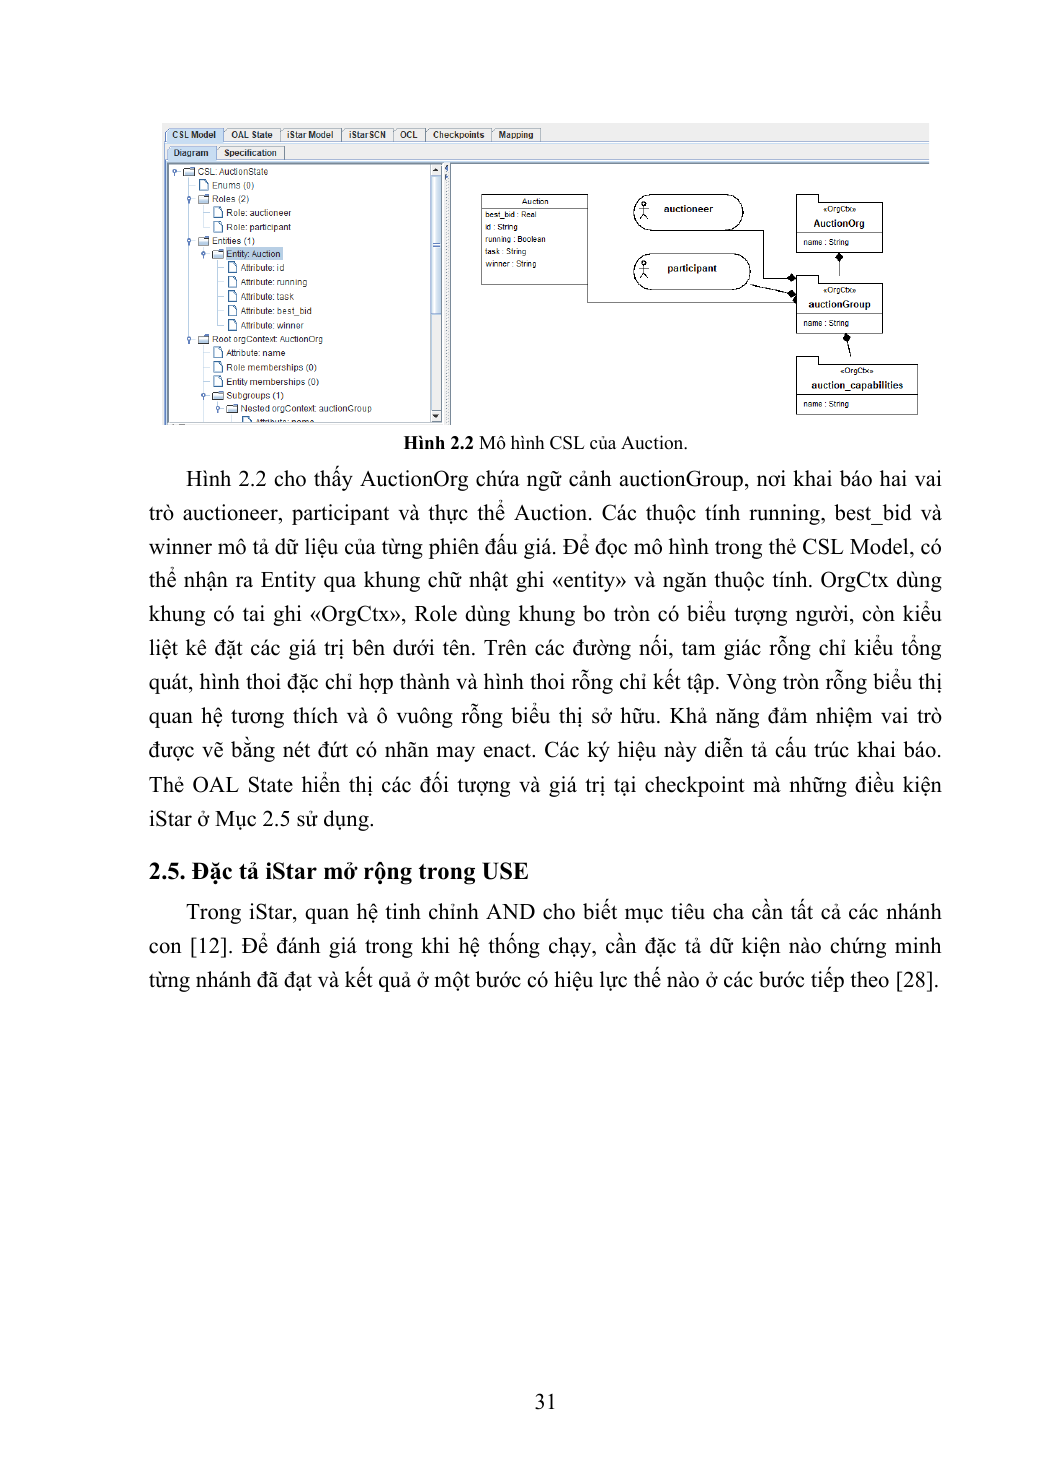 CSL Model OAL State iStar Model iStarSCN OCL Checkpoints Mapping
Diagram Specification
CSL: AuctionState
Enums (0)
Roles (2)
Role: auctioneer
Role: participant
Entities (1)
Entity: Auction
Attribute: id
Attribute: running
Attribute: task
Attribute: best_bid
Attribute: winner
Root orgContext: AuctionOrg
Attribute: name
Role memberships (0)
Entity memberships (0)
Subgroups (1)
Nested orgContext: auctionGroup
Attribute: name
Auction
best_bid : Real
id : String
running : Boolean
task : String
winner : String
auctioneer
participant
«OrgCtx»
AuctionOrg
name : String
«OrgCtx»
auctionGroup
name : String
«OrgCtx»
auction_capabilities
name : String
Hình 2.2 Mô hình CSL của Auction.
Hình 2.2 cho thấy AuctionOrg chứa ngữ cảnh auctionGroup, nơi khai báo hai vai
trò auctioneer, participant và thực thể Auction. Các thuộc tính running, best_bid và
winner mô tả dữ liệu của từng phiên đấu giá. Để đọc mô hình trong thẻ CSL Model, có
thể nhận ra Entity qua khung chữ nhật ghi «entity» và ngăn thuộc tính. OrgCtx dùng
khung có tai ghi «OrgCtx», Role dùng khung bo tròn có biểu tượng người, còn kiểu
liệt kê đặt các giá trị bên dưới tên. Trên các đường nối, tam giác rỗng chỉ kiểu tổng
quát, hình thoi đặc chỉ hợp thành và hình thoi rỗng chỉ kết tập. Vòng tròn rỗng biểu thị
quan hệ tương thích và ô vuông rỗng biểu thị sở hữu. Khả năng đảm nhiệm vai trò
được vẽ bằng nét đứt có nhãn may enact. Các ký hiệu này diễn tả cấu trúc khai báo.
Thẻ OAL State hiển thị các đối tượng và giá trị tại checkpoint mà những điều kiện
iStar ở Mục 2.5 sử dụng.
2.5. Đặc tả iStar mở rộng trong USE
Trong iStar, quan hệ tinh chỉnh AND cho biết mục tiêu cha cần tất cả các nhánh
con [12]. Để đánh giá trong khi hệ thống chạy, cần đặc tả dữ kiện nào chứng minh
từng nhánh đã đạt và kết quả ở một bước có hiệu lực thế nào ở các bước tiếp theo [28].
31